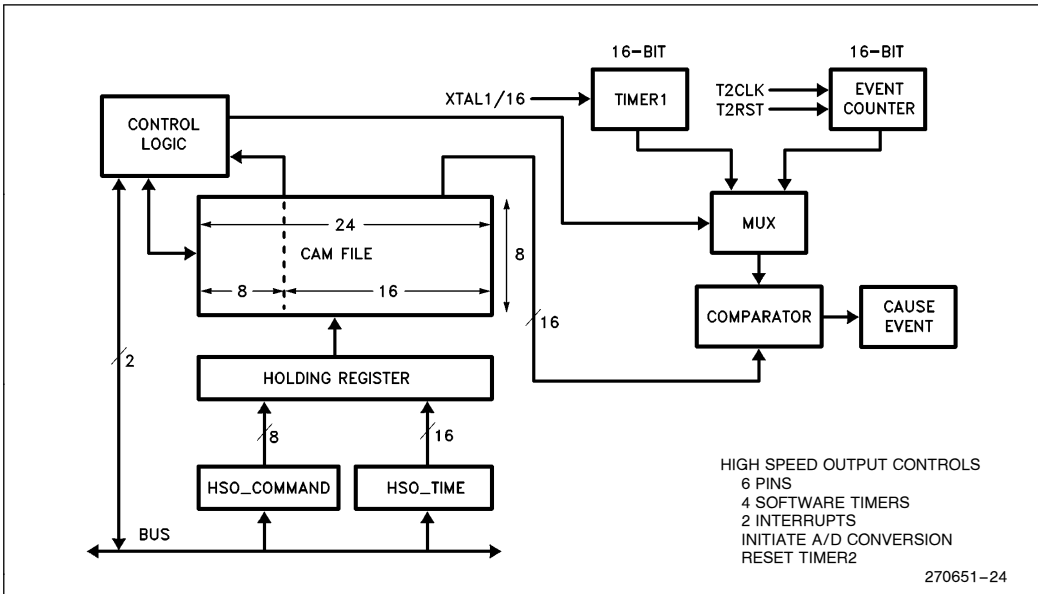 16-BIT
16-BIT
XTAL1/16
TIMER1
T2CLK
T2RST
EVENT
COUNTER
CONTROL
LOGIC
24
CAM FILE
8
16
8
MUX
16
COMPARATOR
CAUSE
EVENT
2
HOLDING REGISTER
8
16
HSO_COMMAND
HSO_TIME
BUS
HIGH SPEED OUTPUT CONTROLS
6 PINS
4 SOFTWARE TIMERS
2 INTERRUPTS
INITIATE A/D CONVERSION
RESET TIMER2
270651-24